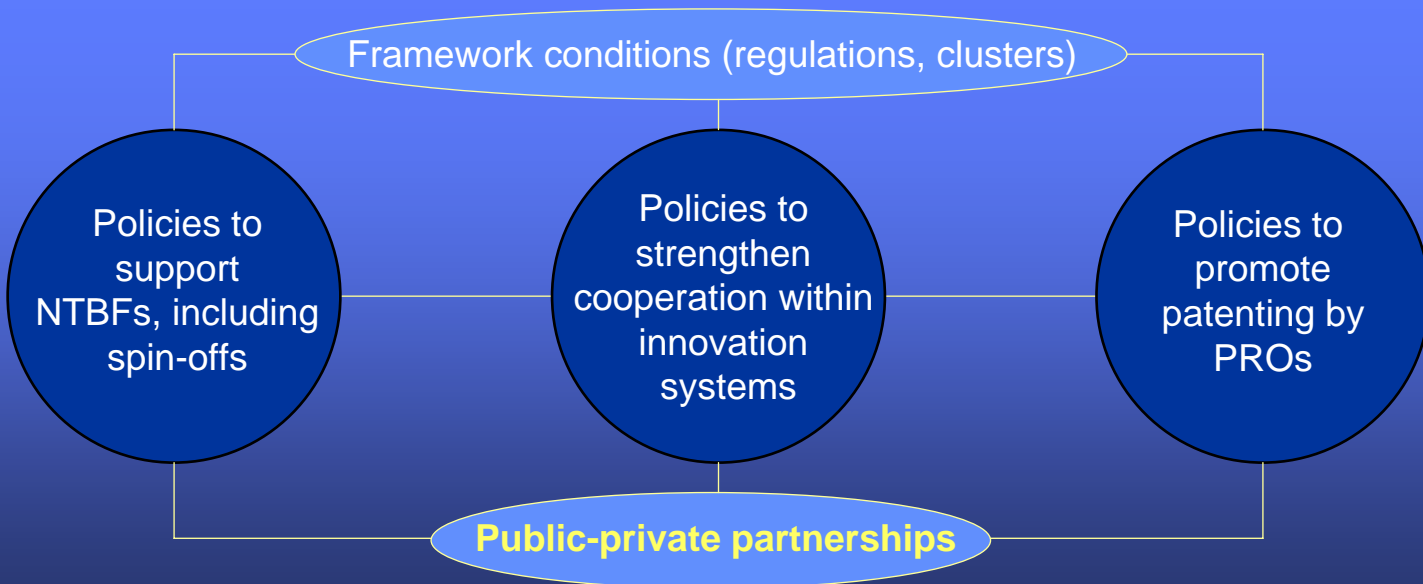 Framework conditions (regulations, clusters)
Policies to
support
NTBFs, including
spin-offs
Policies to
strengthen
cooperation within
innovation
systems
Policies to
promote
patenting by
PROs
Public-private partnerships